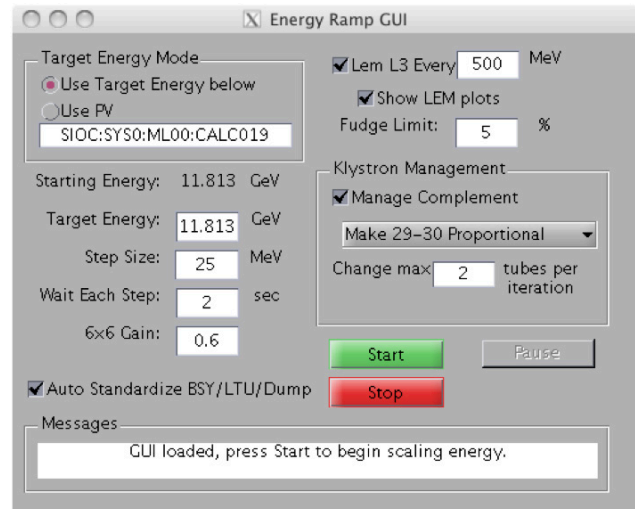 Energy Ramp GUI
Target Energy Mode
Use Target Energy below
Use PV
SIOC:SYS0:ML00:CALC019
Starting Energy: 11.813 GeV
Target Energy: 11.813 GeV
Step Size: 25 MeV
Wait Each Step: 2 sec
6x6 Gain: 0.6
Auto Standardize BSY/LTU/Dump
Lem L3 Every 500 MeV
Show LEM plots
Fudge Limit: 5 %
Klystron Management
Manage Complement
Make 29-30 Proportional
Change max 2 tubes per
iteration
Start
Pause
Stop
Messages
GUI loaded, press Start to begin scaling energy.